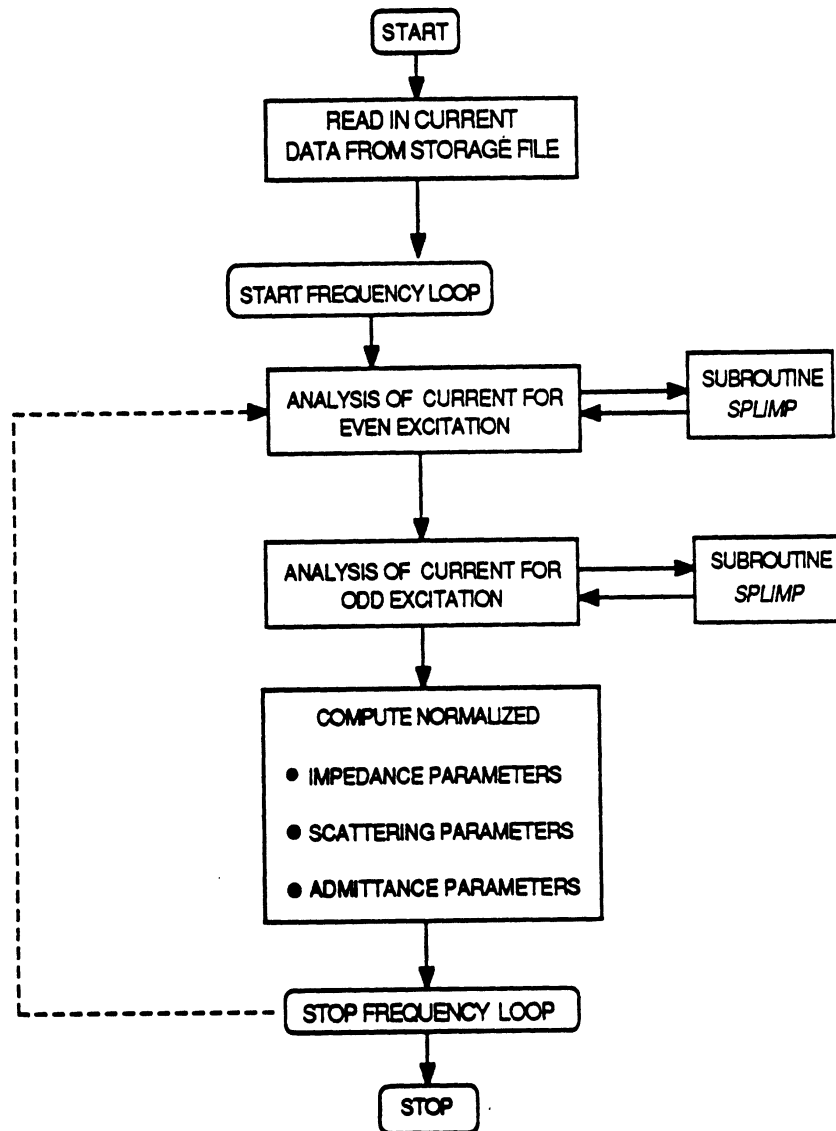 START
READ IN CURRENT
DATA FROM STORAGE FILE
START FREQUENCY LOOP
ANALYSIS OF CURRENT FOR
EVEN EXCITATION
SUBROUTINE
SPLIMP
ANALYSIS OF CURRENT FOR
ODD EXCITATION
SUBROUTINE
SPLIMP
COMPUTE NORMALIZED
● IMPEDANCE PARAMETERS
● SCATTERING PARAMETERS
● ADMITTANCE PARAMETERS
STOP FREQUENCY LOOP
STOP